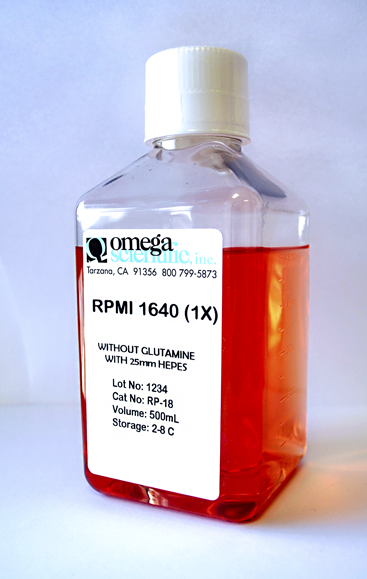 omega
scientific, inc.
Tarzana, CA 91356 800 799-5873
RPMI 1640 (1X)
WITHOUT GLUTAMINE
WITH 25mm HEPES
Lot No: 1234
Cat No: RP-18
Volume: 500mL
Storage: 2-8 C